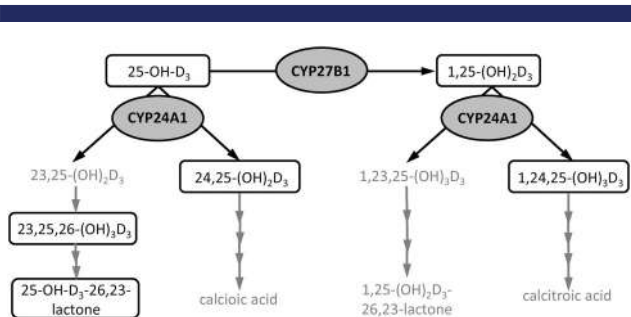 25-OH-D₃ CYP27B1 1,25-(OH)₂D₃
CYP24A1 CYP24A1
23,25-(OH)₂D₃ 24,25-(OH)₂D₃ 1,23,25-(OH)₃D₃ 1,24,25-(OH)₃D₃
23,25,26-(OH)₃D₃
25-OH-D₃-26,23-
lactone
calcioic acid
1,25-(OH)₂D₃-
26,23-lactone
calcitroic acid